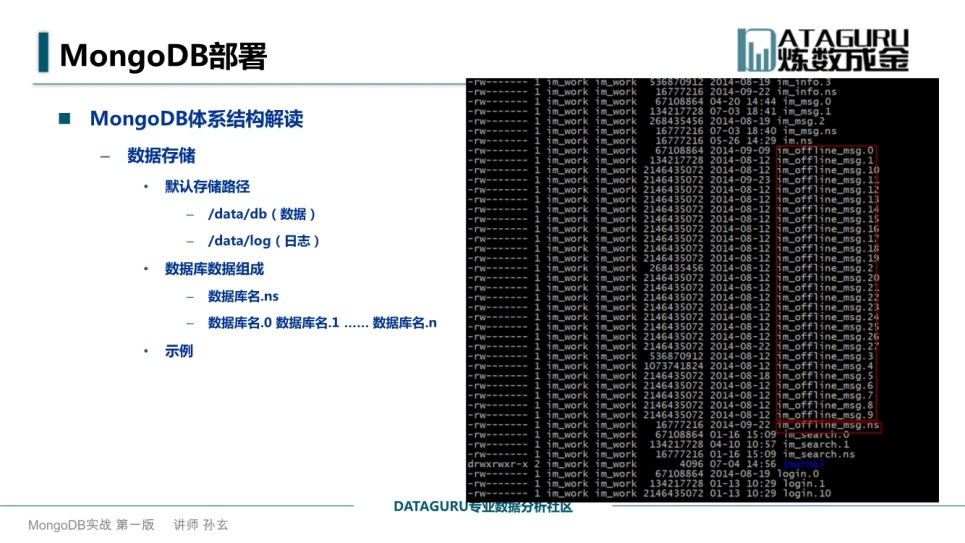 MongoDB部署
DATAGURU
炼数成金
■ MongoDB体系结构解读
– 数据存储
• 默认存储路径
– /data/db（数据）
– /data/log（日志）
• 数据库数据组成
– 数据库名.ns
– 数据库名.0 数据库名.1 …… 数据库名.n
• 示例
-rw------- 1 im_work im_work 536870912 2014-08-19 im_info.3
-rw------- 1 im_work im_work 16777216 2014-09-22 im_info.ns
-rw------- 1 im_work im_work 67108864 04-20 14:44 im_msg.0
-rw------- 1 im_work im_work 134217728 07-03 18:41 im_msg.1
-rw------- 1 im_work im_work 268435456 2014-08-19 im_msg.2
-rw------- 1 im_work im_work 16777216 07-03 18:40 im_msg.ns
-rw------- 1 im_work im_work 16777216 05-26 14:29 im.ns
-rw------- 1 im_work im_work 67108864 2014-09-09 im_offline_msg.0
-rw------- 1 im_work im_work 134217728 2014-08-12 im_offline_msg.1
-rw------- 1 im_work im_work 2146435072 2014-08-12 im_offline_msg.10
-rw------- 1 im_work im_work 2146435072 2014-09-23 im_offline_msg.11
-rw------- 1 im_work im_work 2146435072 2014-08-12 im_offline_msg.12
-rw------- 1 im_work im_work 2146435072 2014-08-12 im_offline_msg.13
-rw------- 1 im_work im_work 2146435072 2014-08-12 im_offline_msg.14
-rw------- 1 im_work im_work 2146435072 2014-08-12 im_offline_msg.15
-rw------- 1 im_work im_work 2146435072 2014-08-12 im_offline_msg.16
-rw------- 1 im_work im_work 2146435072 2014-08-12 im_offline_msg.17
-rw------- 1 im_work im_work 2146435072 2014-08-12 im_offline_msg.18
-rw------- 1 im_work im_work 2146435072 2014-08-12 im_offline_msg.19
-rw------- 1 im_work im_work 268435456 2014-08-12 im_offline_msg.2
-rw------- 1 im_work im_work 2146435072 2014-08-12 im_offline_msg.20
-rw------- 1 im_work im_work 2146435072 2014-08-12 im_offline_msg.21
-rw------- 1 im_work im_work 2146435072 2014-08-12 im_offline_msg.22
-rw------- 1 im_work im_work 2146435072 2014-08-12 im_offline_msg.23
-rw------- 1 im_work im_work 2146435072 2014-08-12 im_offline_msg.24
-rw------- 1 im_work im_work 2146435072 2014-08-12 im_offline_msg.25
-rw------- 1 im_work im_work 2146435072 2014-08-12 im_offline_msg.26
-rw------- 1 im_work im_work 2146435072 2014-08-22 im_offline_msg.27
-rw------- 1 im_work im_work 536870912 2014-08-12 im_offline_msg.3
-rw------- 1 im_work im_work 1073741824 2014-08-12 im_offline_msg.4
-rw------- 1 im_work im_work 2146435072 2014-08-18 im_offline_msg.5
-rw------- 1 im_work im_work 2146435072 2014-08-12 im_offline_msg.6
-rw------- 1 im_work im_work 2146435072 2014-08-12 im_offline_msg.7
-rw------- 1 im_work im_work 2146435072 2014-08-12 im_offline_msg.8
-rw------- 1 im_work im_work 2146435072 2014-08-12 im_offline_msg.9
-rw------- 1 im_work im_work 16777216 2014-09-22 im_offline_msg.ns
-rw------- 1 im_work im_work 67108864 01-16 15:09 im_search.0
-rw------- 1 im_work im_work 134217728 04-10 10:57 im_search.1
-rw------- 1 im_work im_work 16777216 01-16 15:09 im_search.ns
drwxrwxr-x 2 im_work im_work 4096 07-04 14:56 journal
-rw------- 1 im_work im_work 67108864 2014-08-19 login.0
-rw------- 1 im_work im_work 134217728 01-13 10:29 login.1
-rw------- 1 im_work im_work 2146435072 01-13 10:29 login.10
DATAGURU专业数据分析社区
MongoDB实战 第一版 讲师 孙玄